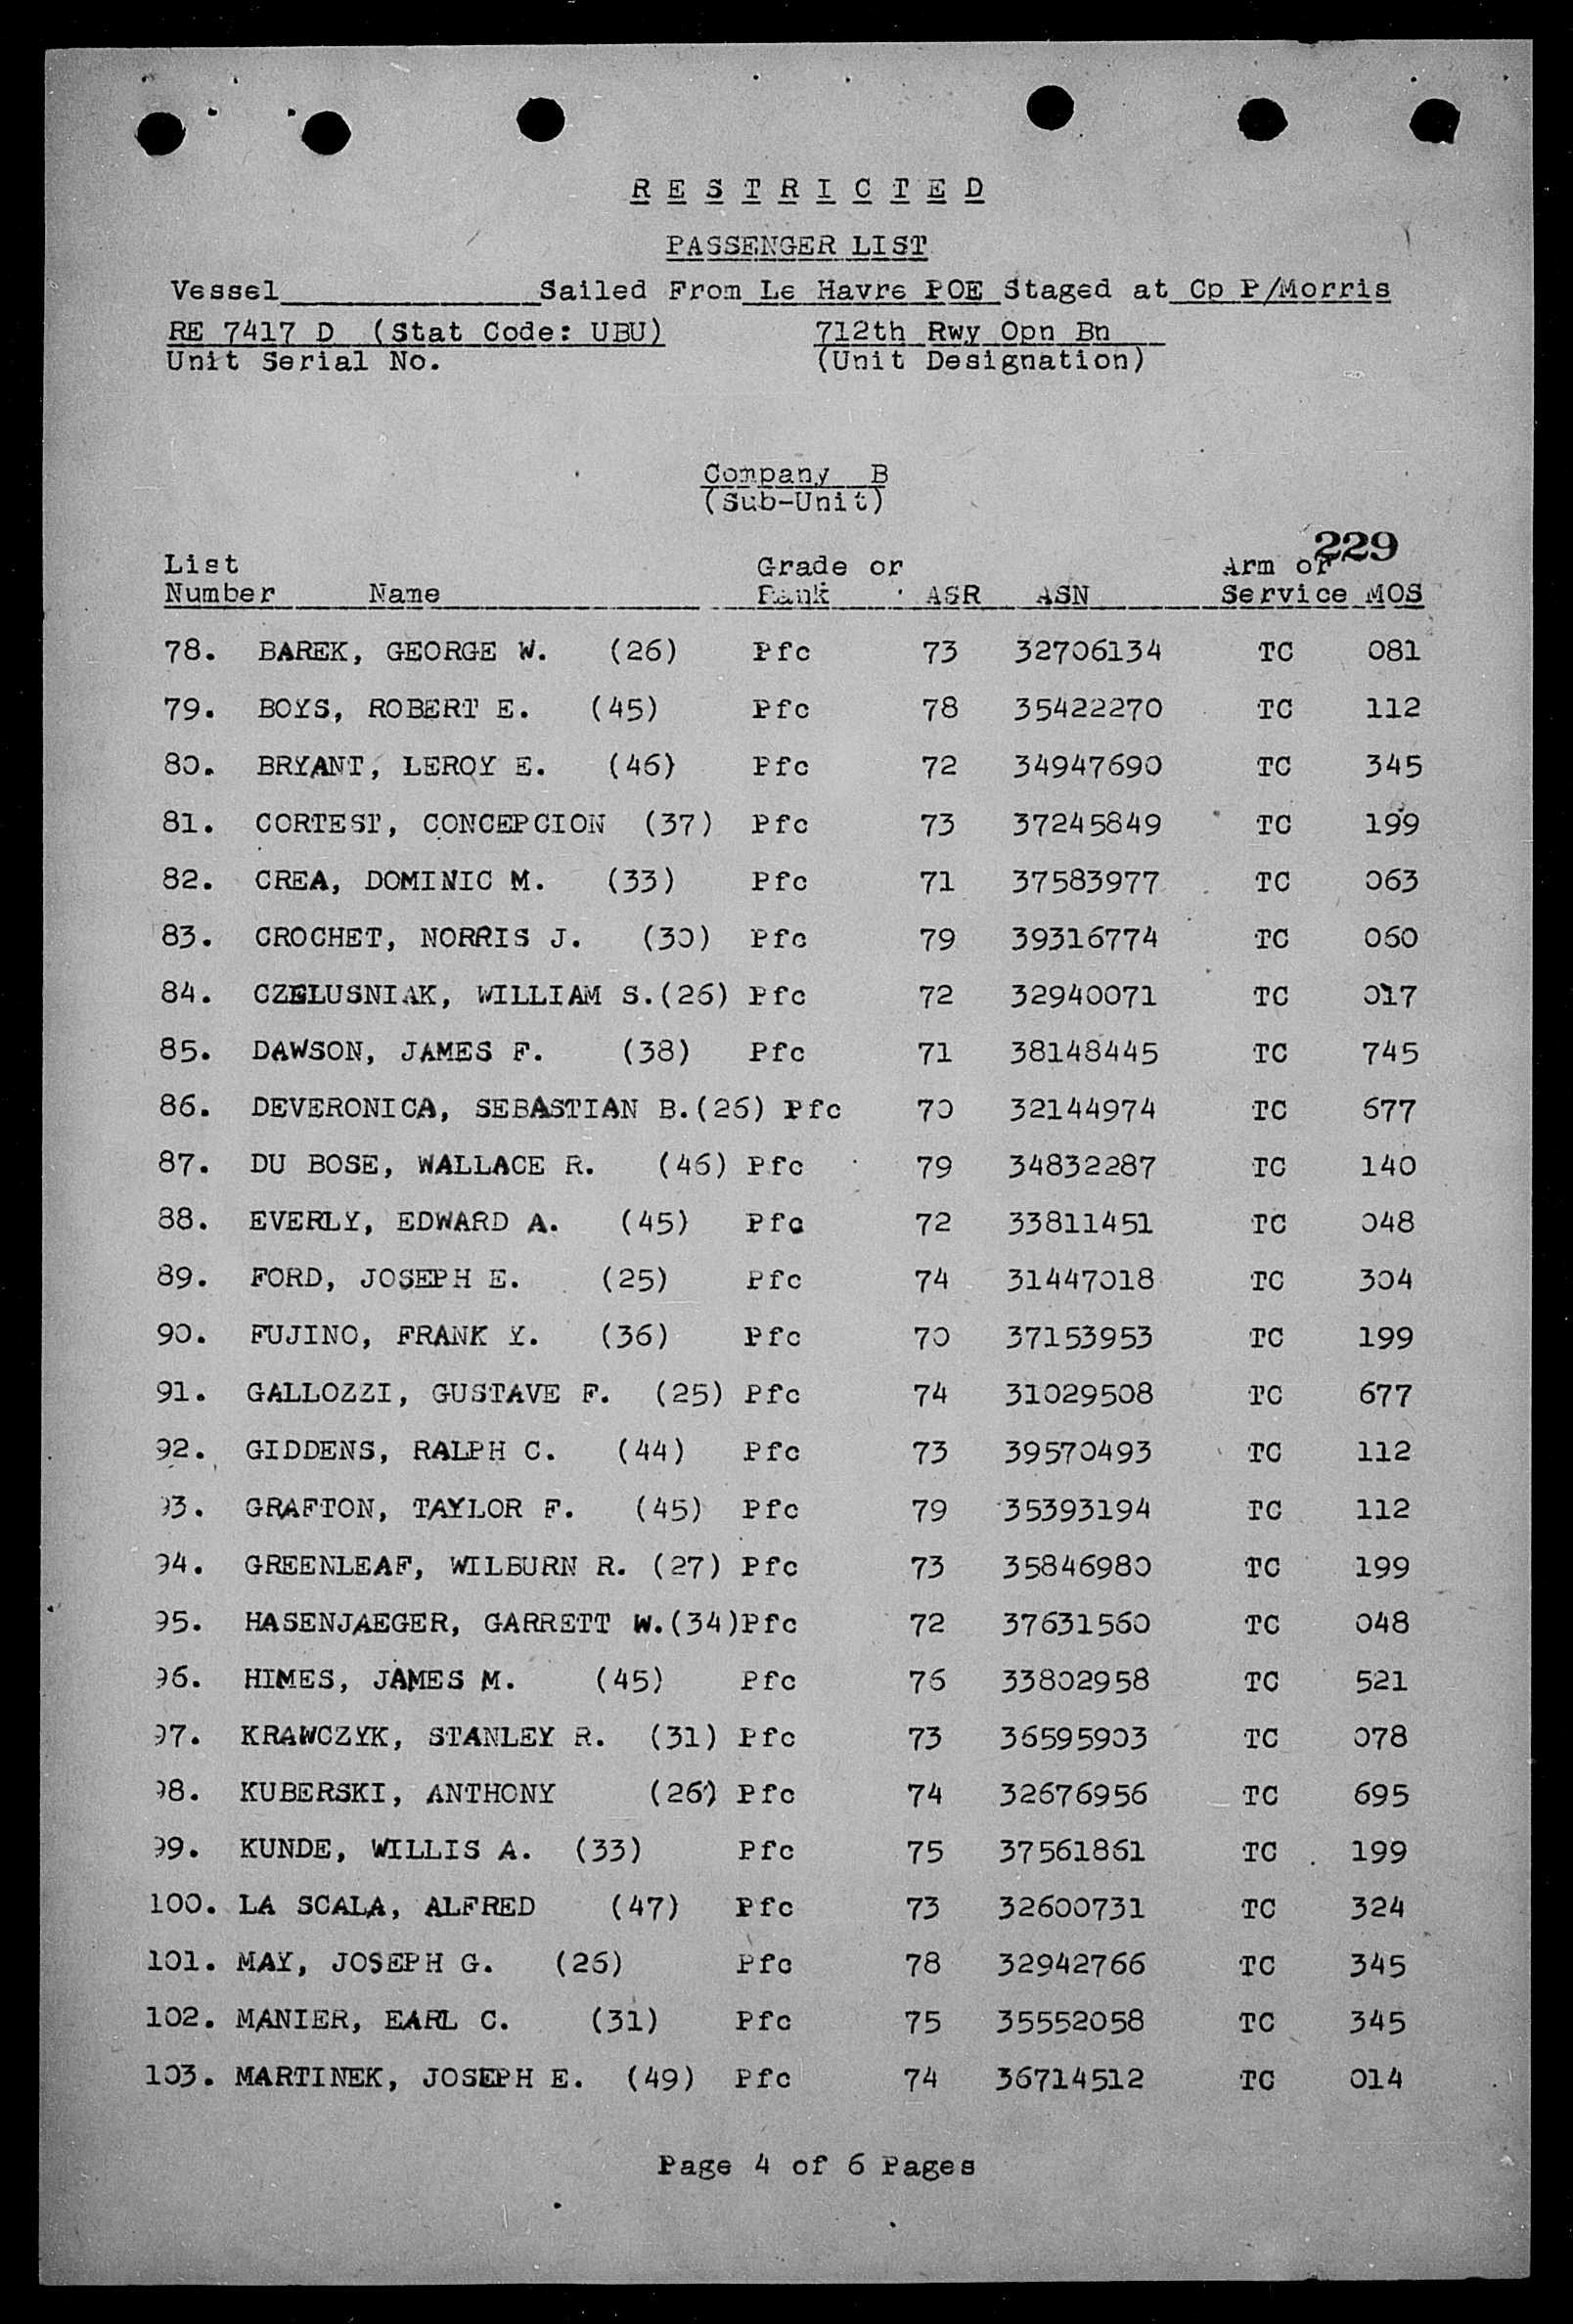 RESTRICTED
PASSENGER LIST
Vessel______________Sailed From Le Havre POE Staged at Cp P/Morris
RE 7417 D (Stat Code: UBU) 712th Rwy Opn Bn
Unit Serial No. (Unit Designation)
Company B
(Sub-Unit)
229
List Grade or Arm or
Number Name Rank ASR ASN Service MOS
78. BAREK, GEORGE W. (26) Pfc 73 32706134 TC 081
79. BOYS, ROBERT E. (45) Pfc 78 35422270 TC 112
80. BRYANT, LEROY E. (46) Pfc 72 34947690 TC 345
81. CORTEST, CONCEPCION (37) Pfc 73 37245849 TC 199
82. CREA, DOMINIC M. (33) Pfc 71 37583977 TC 063
83. CROCHET, NORRIS J. (30) Pfc 79 39316774 TC 060
84. CZELUSNIAK, WILLIAM S.(26) Pfc 72 32940071 TC 017
85. DAWSON, JAMES F. (38) Pfc 71 38148445 TC 745
86. DEVERONICA, SEBASTIAN B.(26) Pfc 70 32144974 TC 677
87. DU BOSE, WALLACE R. (46) Pfc 79 34832287 TC 140
88. EVERLY, EDWARD A. (45) Pfc 72 33811451 TC 048
89. FORD, JOSEPH E. (25) Pfc 74 31447018 TC 304
90. FUJINO, FRANK Y. (36) Pfc 70 37153953 TC 199
91. GALLOZZI, GUSTAVE F. (25) Pfc 74 31029508 TC 677
92. GIDDENS, RALPH C. (44) Pfc 73 39570493 TC 112
93. GRAFTON, TAYLOR F. (45) Pfc 79 35393194 TC 112
94. GREENLEAF, WILBURN R. (27) Pfc 73 35846980 TC 199
95. HASENJAEGER, GARRETT W.(34)Pfc 72 37631560 TC 048
96. HIMES, JAMES M. (45) Pfc 76 33802958 TC 521
97. KRAWCZYK, STANLEY R. (31) Pfc 73 36595903 TC 078
98. KUBERSKI, ANTHONY (26) Pfc 74 32676956 TC 695
99. KUNDE, WILLIS A. (33) Pfc 75 37561861 TC 199
100. LA SCALA, ALFRED (47) Pfc 73 32600731 TC 324
101. MAY, JOSEPH G. (26) Pfc 78 32942766 TC 345
102. MANIER, EARL C. (31) Pfc 75 35552058 TC 345
103. MARTINEK, JOSEPH E. (49) Pfc 74 36714512 TC 014
Page 4 of 6 Pages